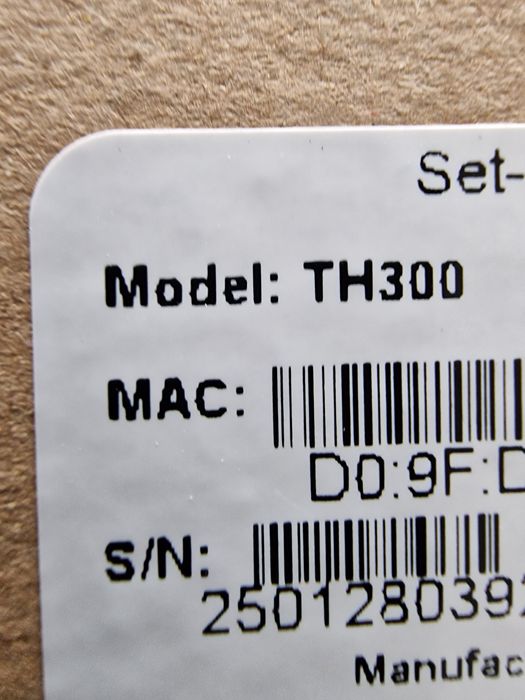 Set-
Model: TH300
MAC:
D0:9F:D
S/N:
250128039
Manufac